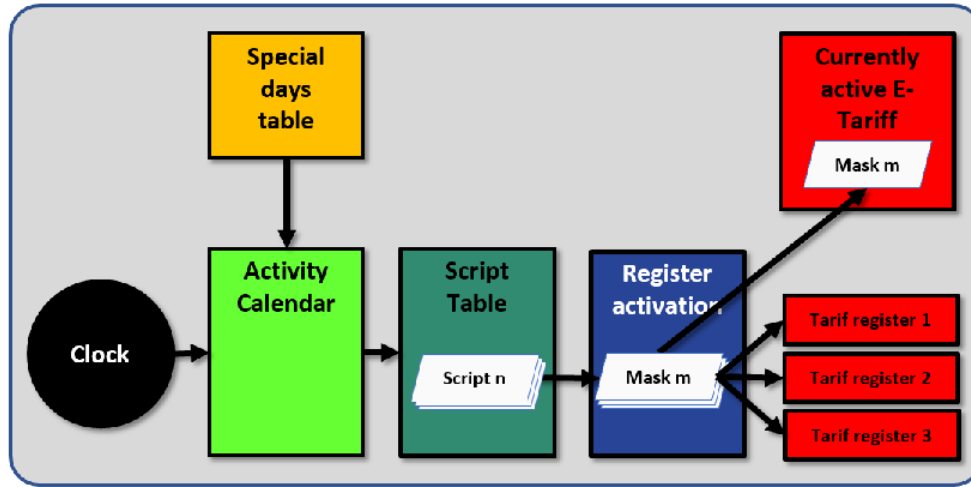 Special
days
table
Currently
active E-
Tariff
Mask m
Activity
Calendar
Script
Table
Register
activation
Clock
Script n
Mask m
Tarif register 1
Tarif register 2
Tarif register 3